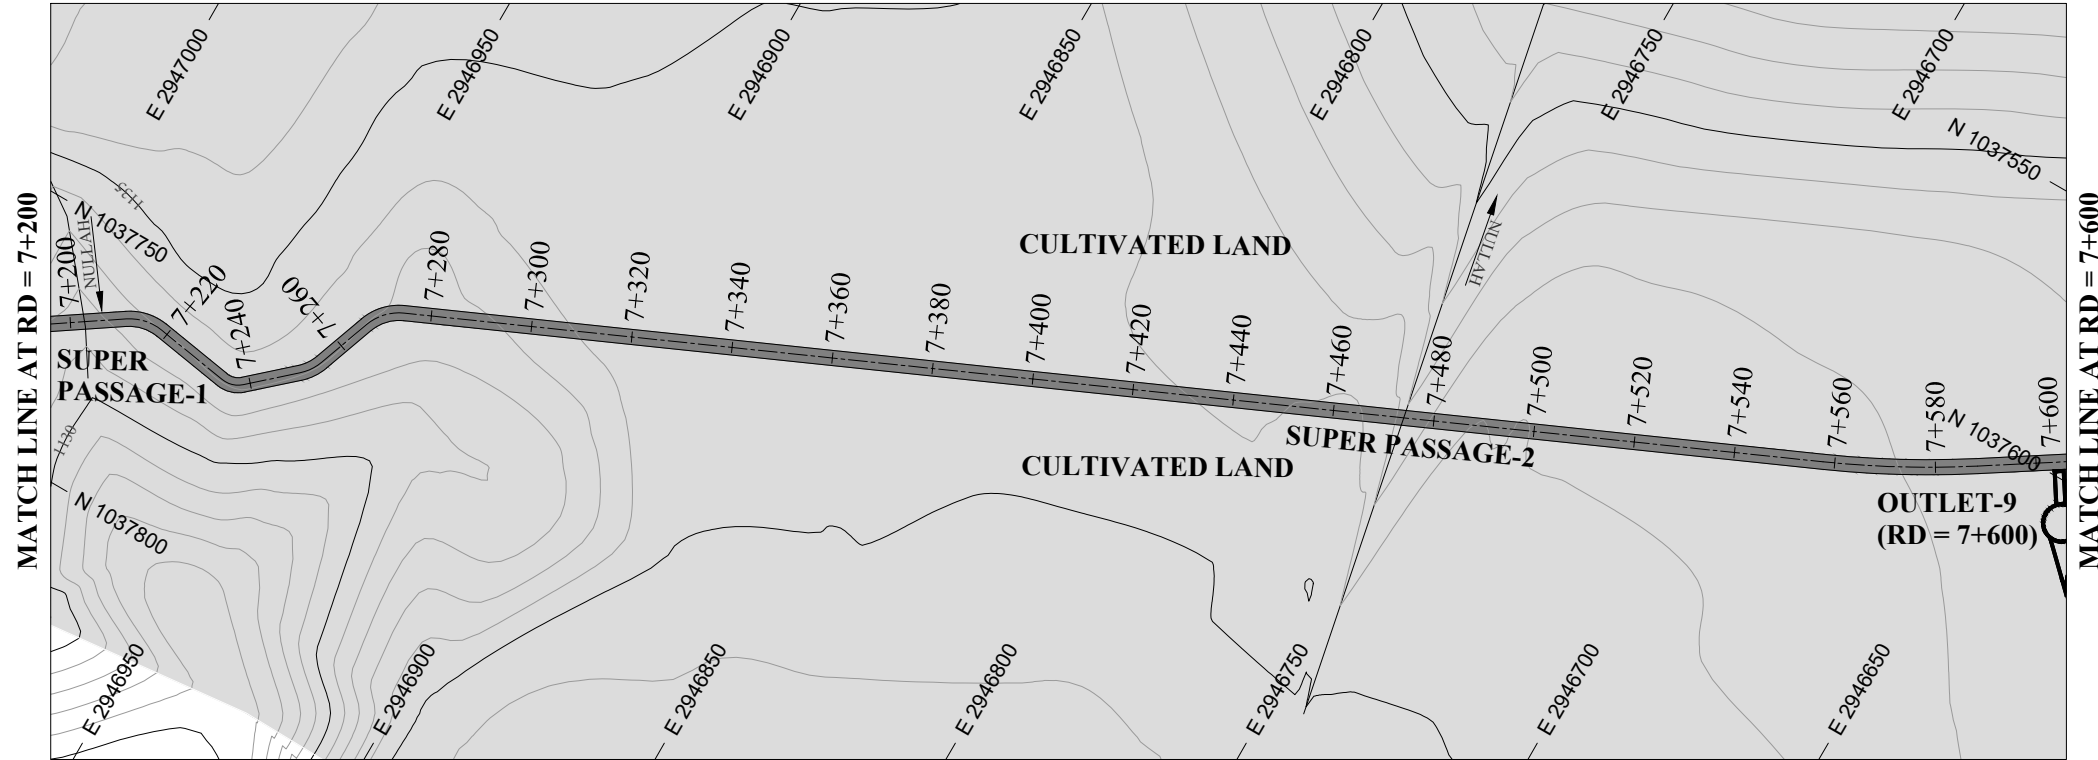 E 2947000
E 2946950
E 2946900
E 2946850
E 2946800
E 2946750
E 2946700
N 1037550
MATCH LINE AT RD = 7+200
MATCH LINE AT RD = 7+600
1135
N 1037750
NULLAH
NULLAH
CULTIVATED LAND
7+200
7+220
7+240
7+260
7+280
7+300
7+320
7+340
7+360
7+380
7+400
7+420
7+440
7+460
7+480
7+500
7+520
7+540
7+560
7+580
7+600
N 1037600
SUPER
PASSAGE-1
SUPER PASSAGE-2
CULTIVATED LAND
1130
N 1037800
OUTLET-9
(RD = 7+600)
E 2946950
E 2946900
E 2946850
E 2946800
E 2946750
E 2946700
E 2946650